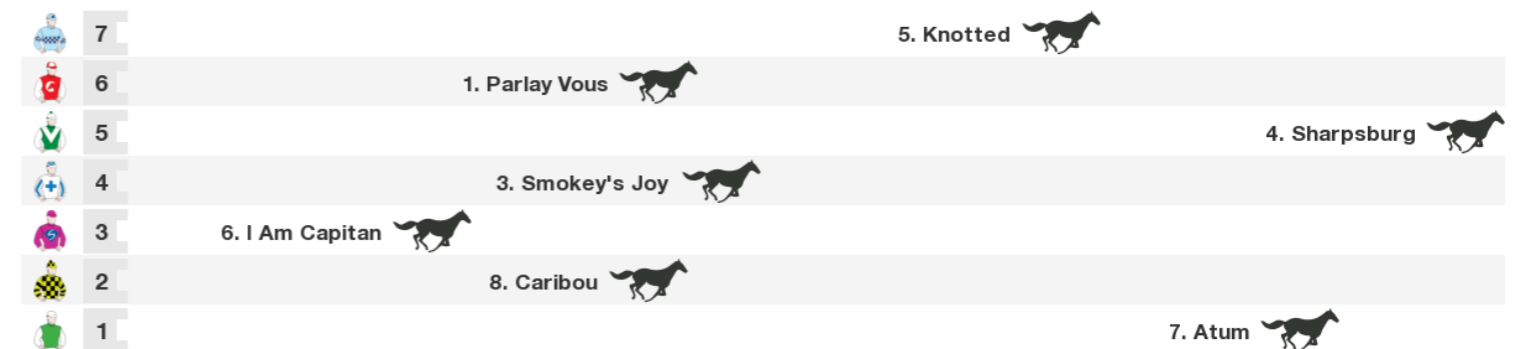 7 5. Knotted
6 1. Parlay Vous
5 4. Sharpsburg
4 3. Smokey's Joy
3 6. I Am Capitan
2 8. Caribou
1 7. Atum